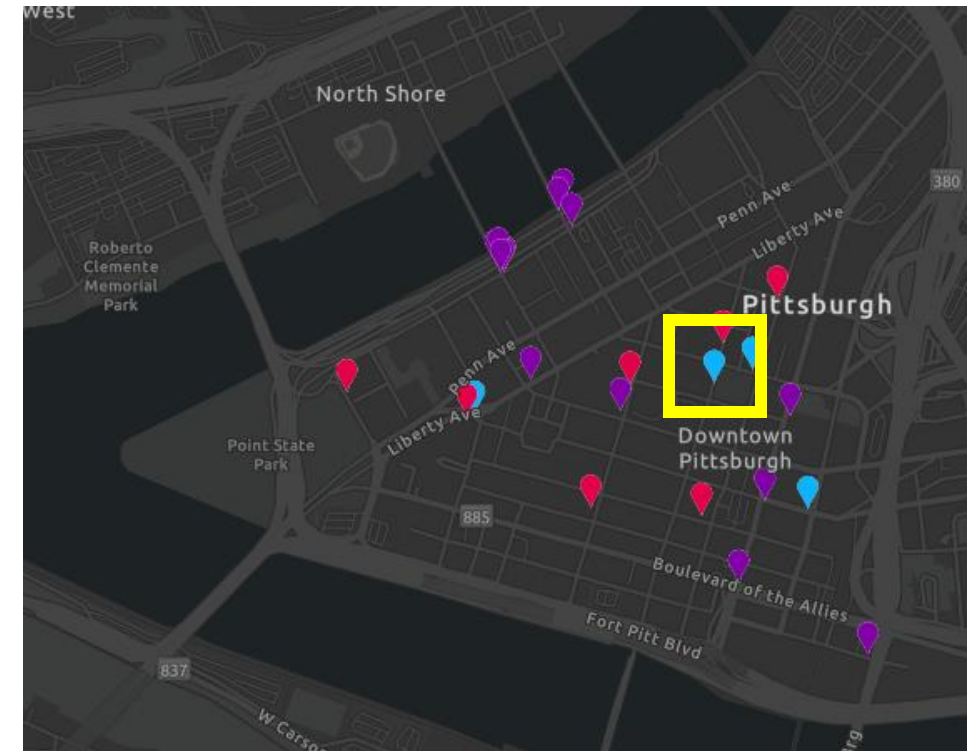 West
North Shore
380
Penn Ave
Liberty Ave
Roberto
Clemente
Memorial
Park
Pittsburgh
Penn Ave
Liberty Ave
Point State
Park
Downtown
Pittsburgh
885
Boulevard of the Allies
Fort Pitt Blvd
837
W Carso